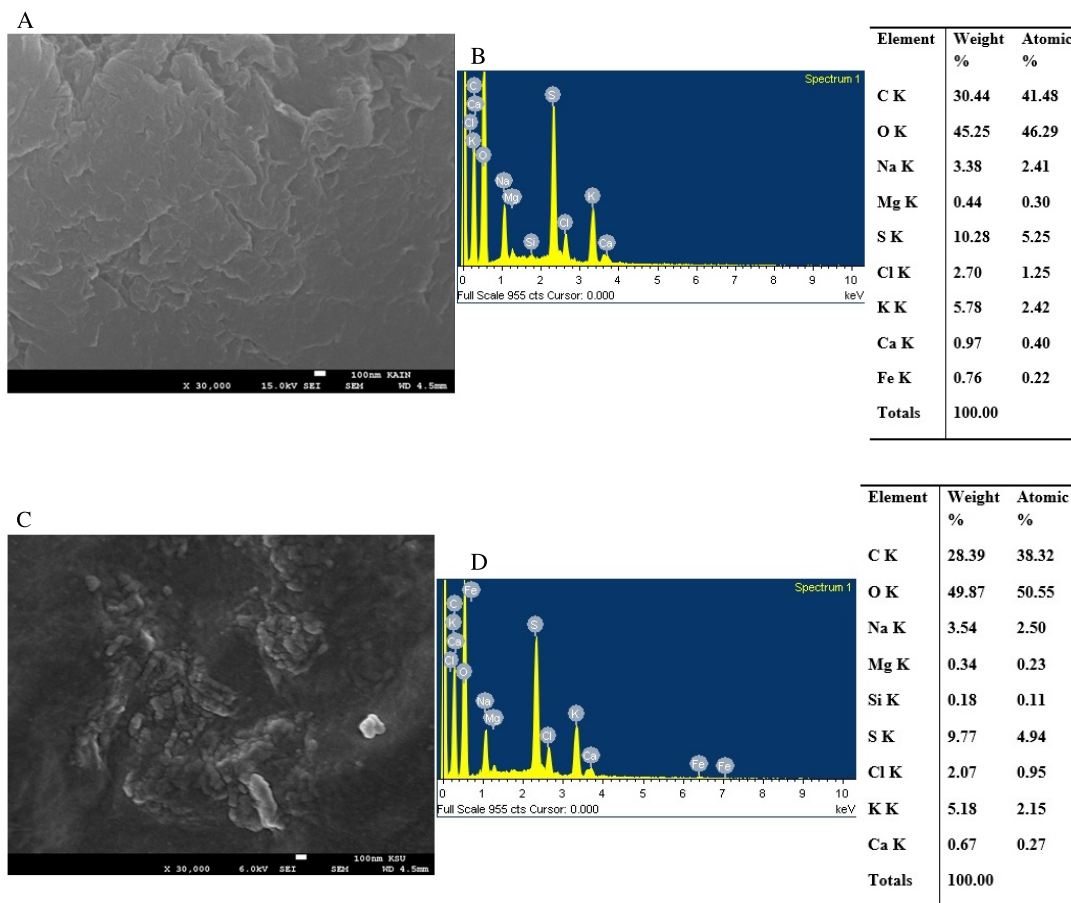 A
B
Spectrum 1
C
Ca
Cl
K
O
Na
Mg
Si
S
Cl
K
Ca
0 1 2 3 4 5 6 7 8 9 10
Full Scale 955 cts Cursor: 0.000 keV
100nm KAIN
X 30,000 15.0kV SEI SEM WD 4.5mm
Element Weight % Atomic %
C K 30.44 41.48
O K 45.25 46.29
Na K 3.38 2.41
Mg K 0.44 0.30
S K 10.28 5.25
Cl K 2.70 1.25
K K 5.78 2.42
Ca K 0.97 0.40
Fe K 0.76 0.22
Totals 100.00
C
D
Spectrum 1
Fe
C
K
Ca
Cl
O
Na
Mg
S
Cl
K
Ca
Fe
Fe
0 1 2 3 4 5 6 7 8 9 10
Full Scale 955 cts Cursor: 0.000 keV
100nm KSU
X 30,000 6.0kV SEI SEM WD 4.5mm
Element Weight % Atomic %
C K 28.39 38.32
O K 49.87 50.55
Na K 3.54 2.50
Mg K 0.34 0.23
Si K 0.18 0.11
S K 9.77 4.94
Cl K 2.07 0.95
K K 5.18 2.15
Ca K 0.67 0.27
Totals 100.00